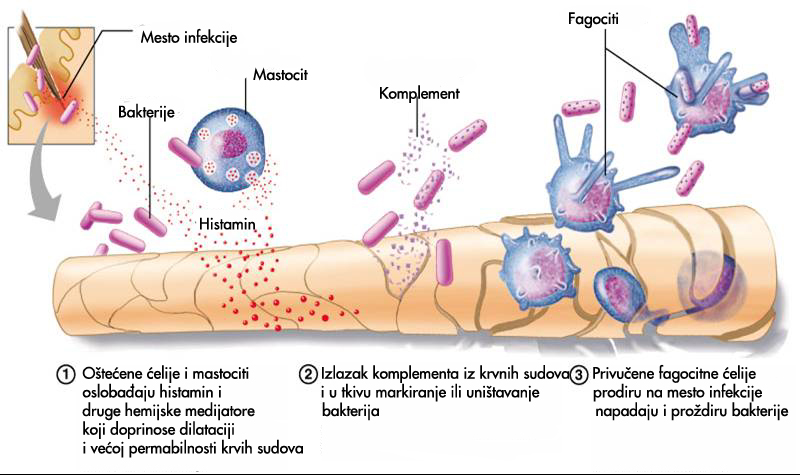 Mesto infekcije
Mastocit
Bakterije
Histamin
Komplement
Fagociti
1 Oštećene ćelije i mastociti
oslobađaju histamin i
druge hemijske medijatore
koji doprinose dilataciji
i većoj permabilnosti krvih sudova
2 Izlazak komplementa iz krvnih sudova
i u tkivu markiranje ili uništavanje
bakterija
3 Privučene fagocitne ćelije
prodiru na mesto infekcije
napadaju i proždiru bakterije